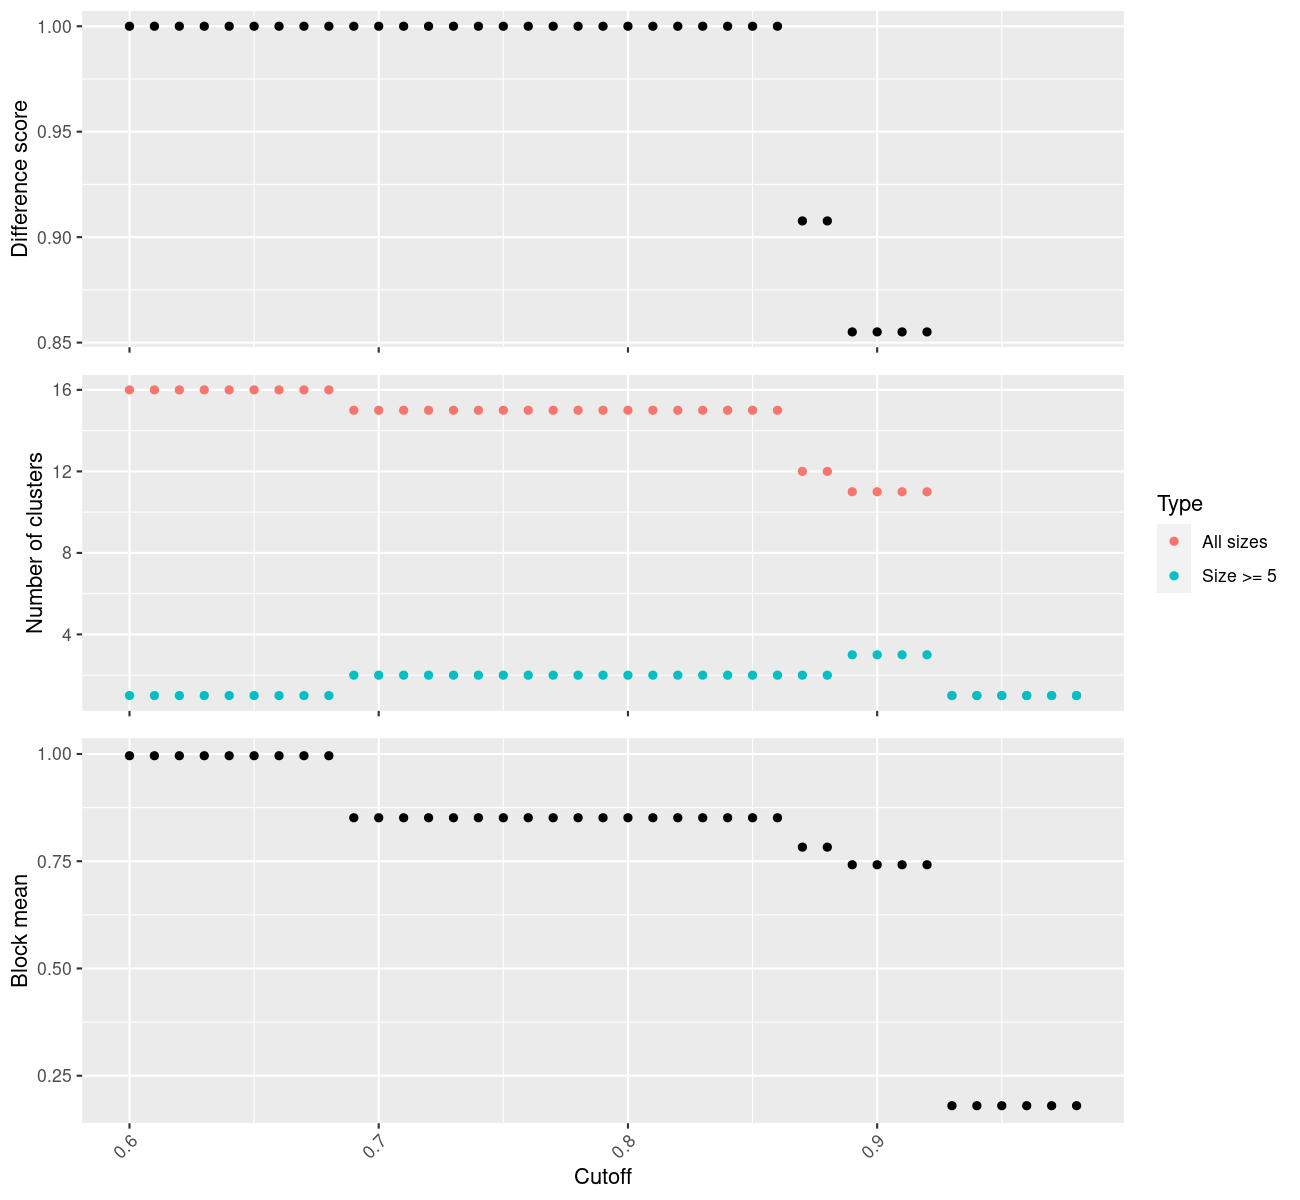 Difference score
1.00
0.95
0.90
0.85
Number of clusters
16
12
8
4
Type
All sizes
Size >= 5
Block mean
1.00
0.75
0.50
0.25
0.6
0.7
0.8
0.9
Cutoff